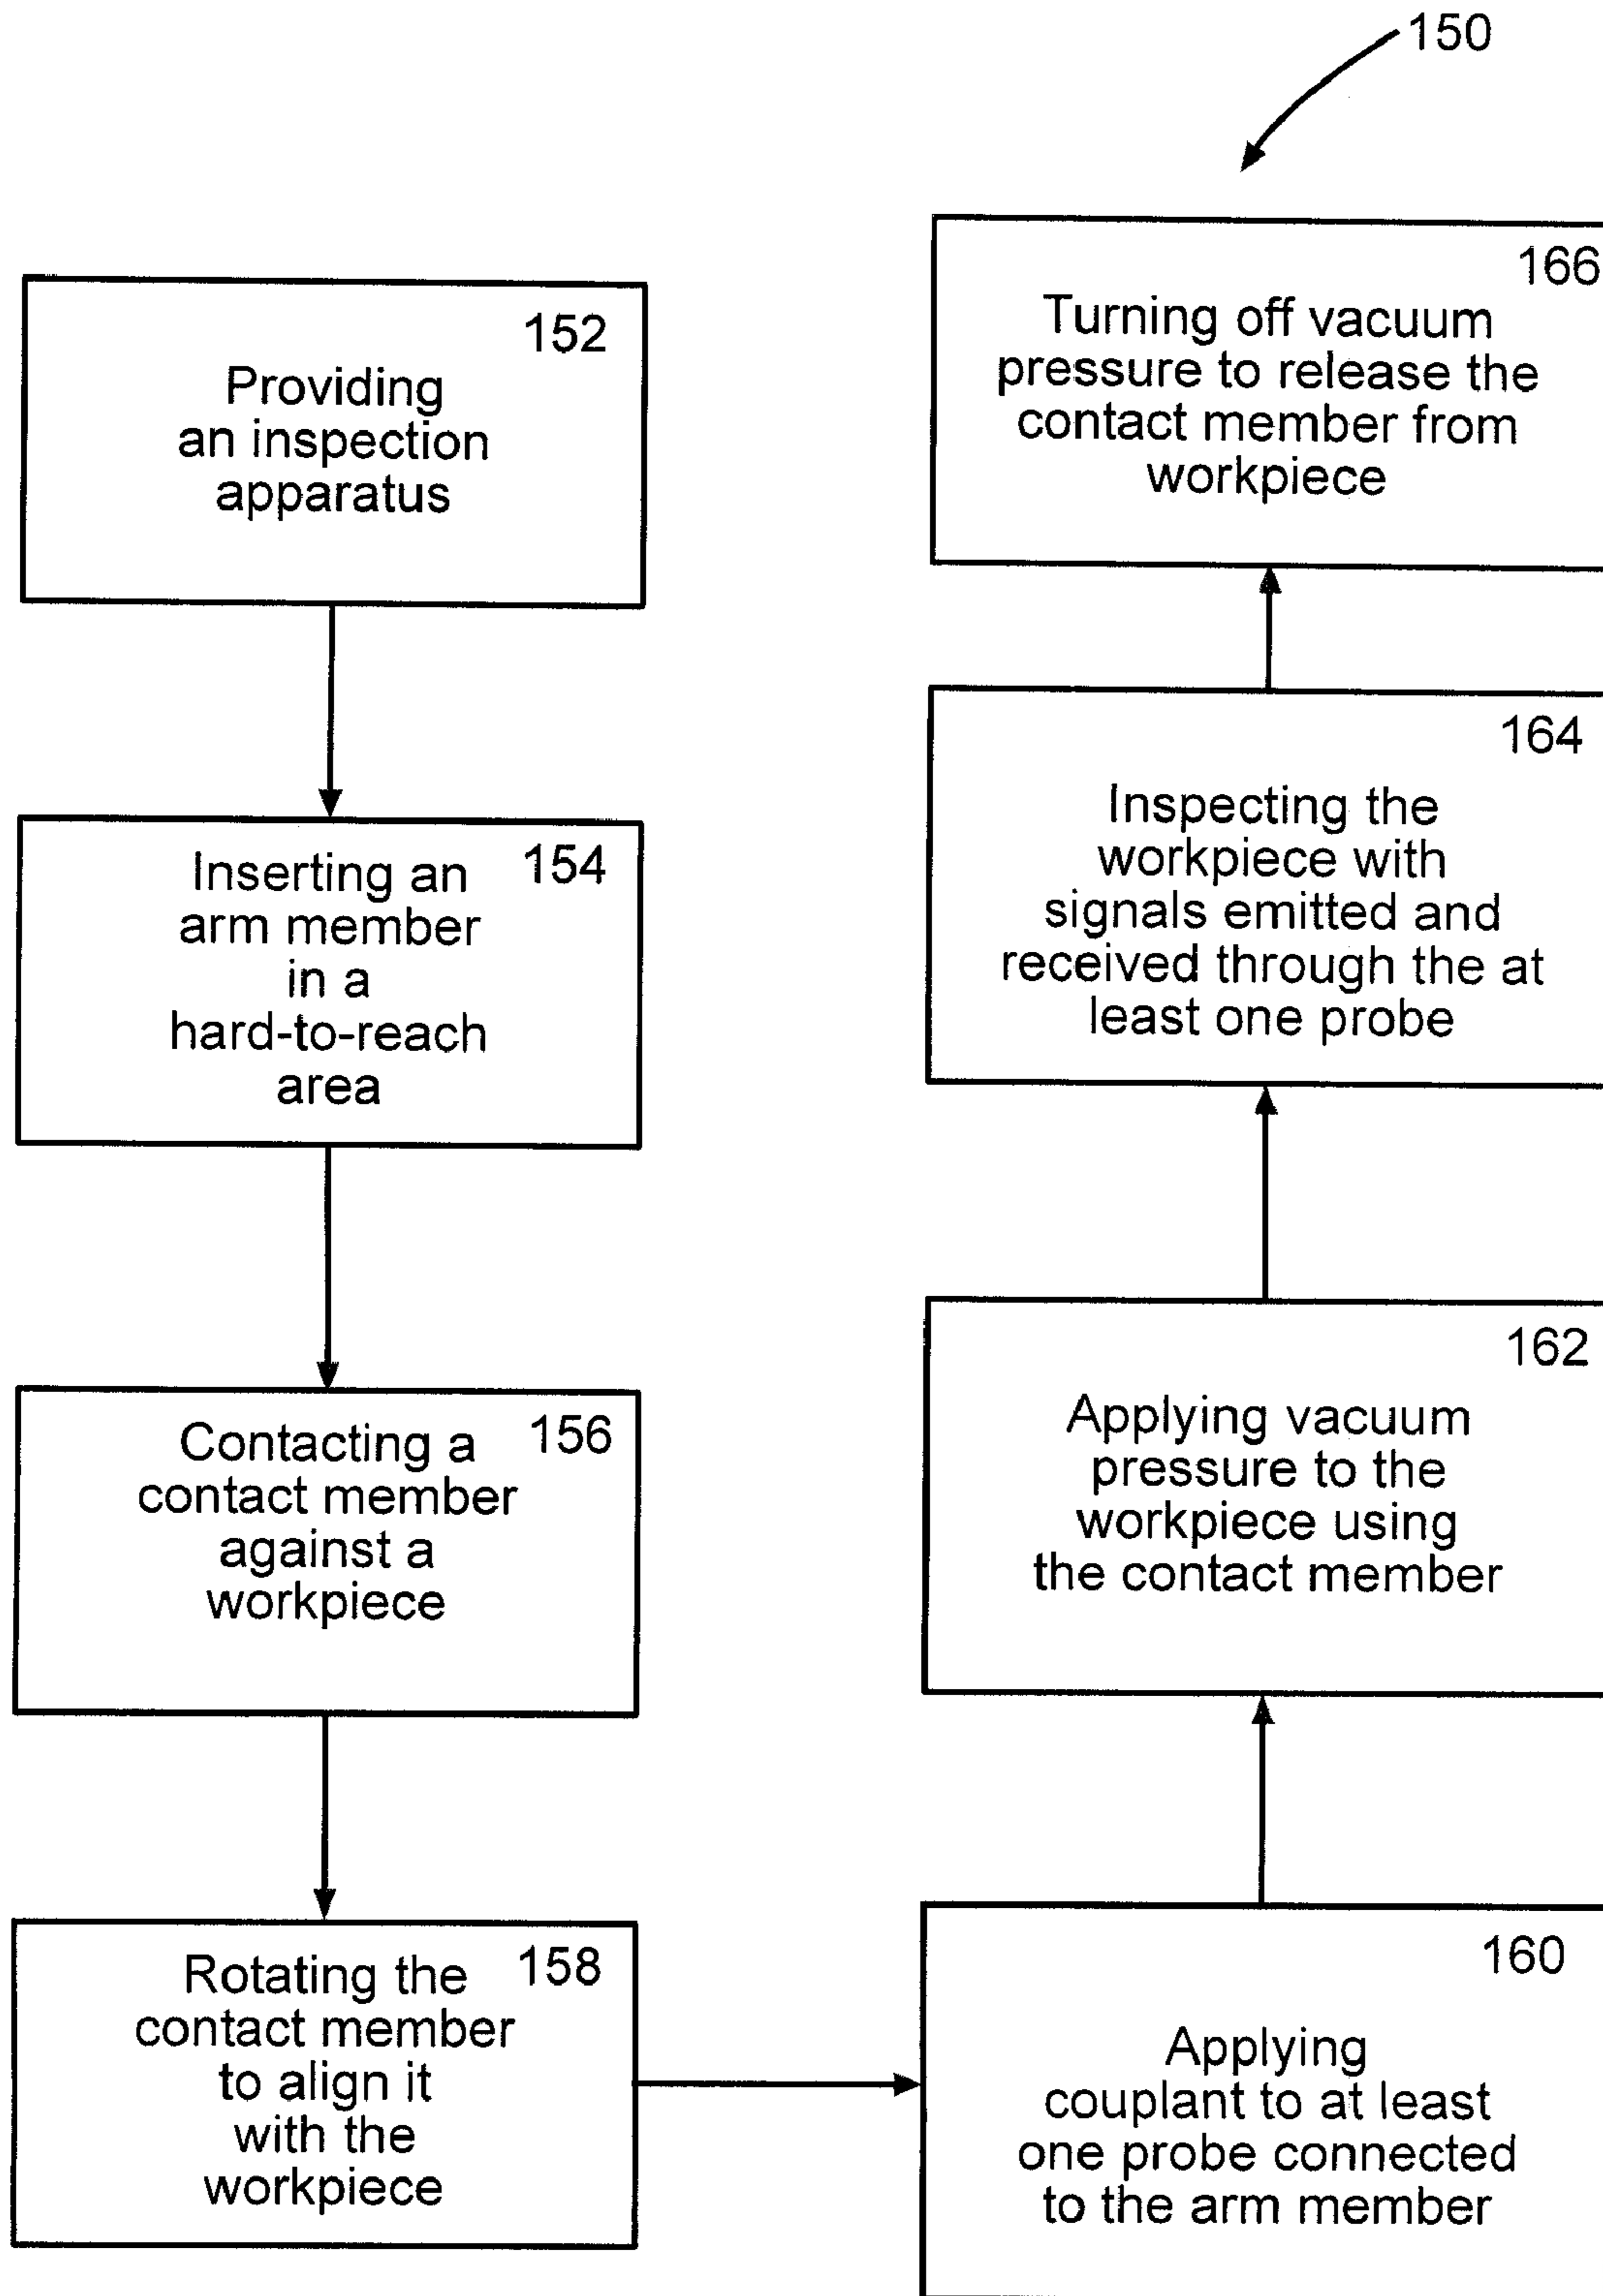 150
152
Providing
an inspection
apparatus
154
Inserting an
arm member
in a
hard-to-reach
area
156
Contacting a
contact member
against a
workpiece
158
Rotating the
contact member
to align it
with the
workpiece
160
Applying
couplant to at least
one probe connected
to the arm member
162
Applying vacuum
pressure to the
workpiece using
the contact member
164
Inspecting the
workpiece with
signals emitted and
received through the at
least one probe
166
Turning off vacuum
pressure to release the
contact member from
workpiece